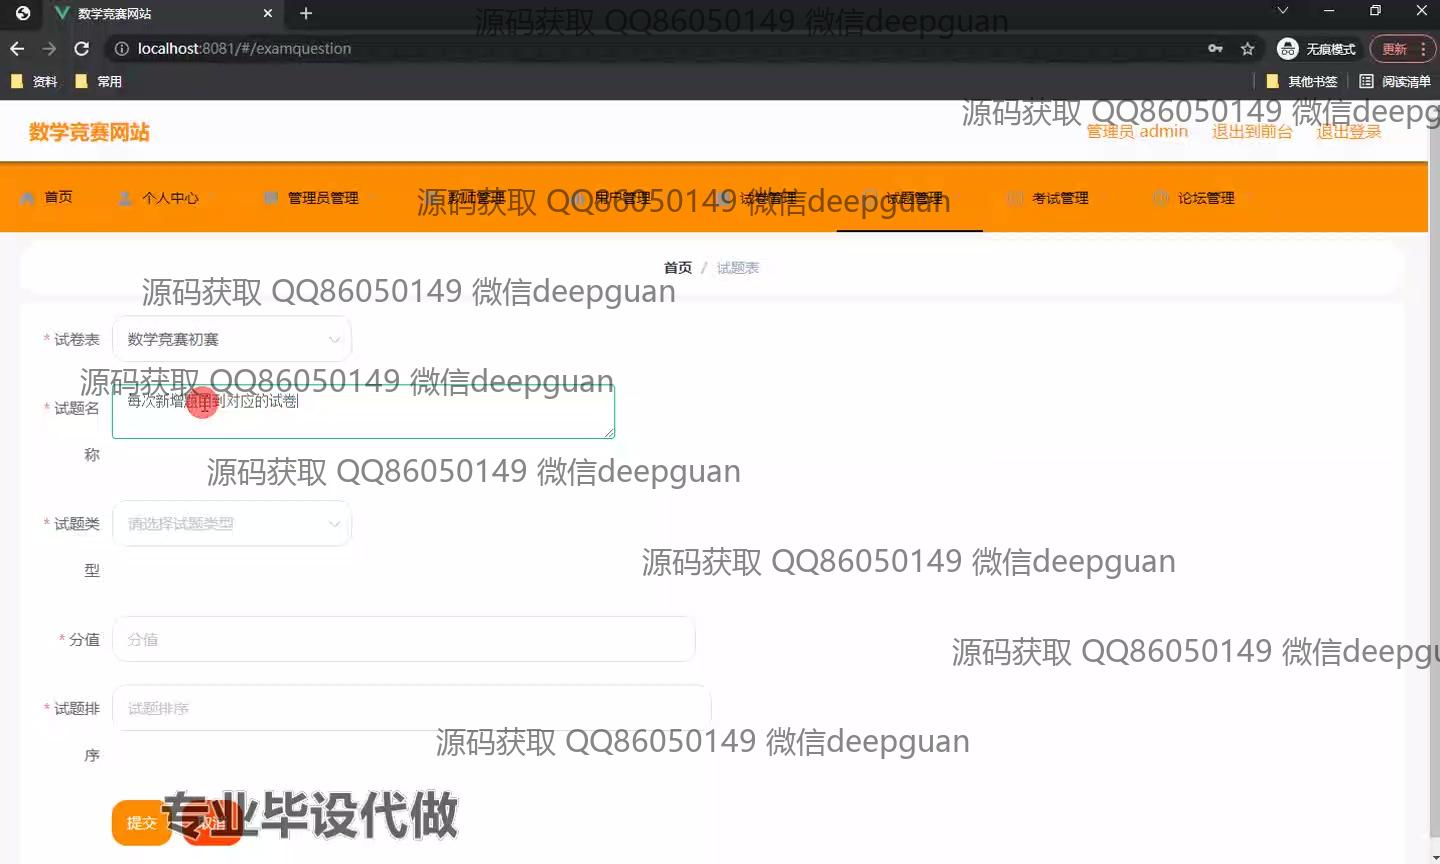 数学竞赛网站
源码获取 QQ86050149 微信deepguan
localhost:8081/#/examquestion
无痕模式
更新
资料
常用
其他书签
阅读清单
源码获取 QQ86050149 微信deepg
数学竞赛网站
管理员 admin
退出到前台
退出登录
首页
个人中心
管理员管理
教师管理
用户管理
试卷管理
试题管理
考试管理
论坛管理
源码获取 QQ86050149 微信deepguan
首页 / 试题表
源码获取 QQ86050149 微信deepguan
* 试卷表
数学竞赛初赛
源码获取 QQ86050149 微信deepguan
* 试题名称
每次新增题目到对应的试卷
源码获取 QQ86050149 微信deepguan
* 试题类型
请选择试题类型
源码获取 QQ86050149 微信deepguan
* 分值
分值
源码获取 QQ86050149 微信deepgu
* 试题排序
试题排序
源码获取 QQ86050149 微信deepguan
提交
取消
专业毕设代做